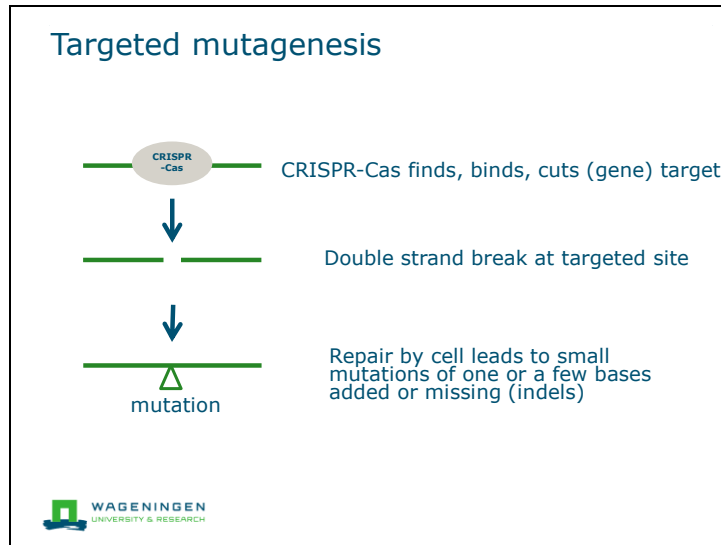 Targeted mutagenesis
CRISPR
-Cas
CRISPR-Cas finds, binds, cuts (gene) target
Double strand break at targeted site
Repair by cell leads to small
mutations of one or a few bases
added or missing (indels)
mutation
WAGENINGEN
UNIVERSITY & RESEARCH